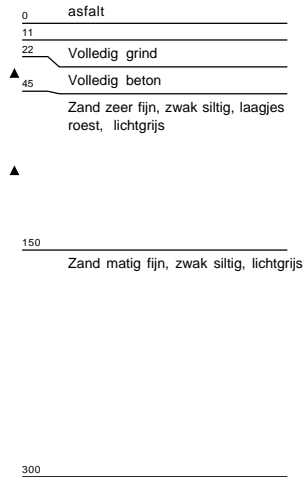 0 asfalt
11
22 Volledig grind
45 Volledig beton
Zand zeer fijn, zwak siltig, laagjes
roest, lichtgrijs
150
Zand matig fijn, zwak siltig, lichtgrijs
300